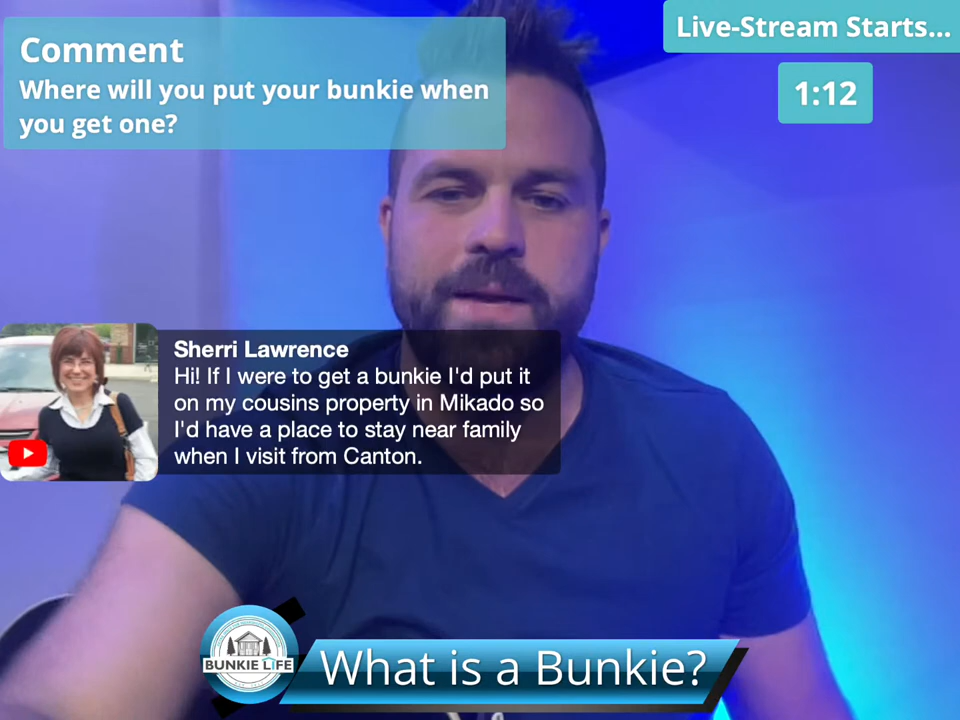 Comment
Where will you put your bunkie when
you get one?
Live-Stream Starts...
1:12
Sherri Lawrence
Hi! If I were to get a bunkie I'd put it
on my cousins property in Mikado so
I'd have a place to stay near family
when I visit from Canton.
BUNKIE LIFE
What is a Bunkie?